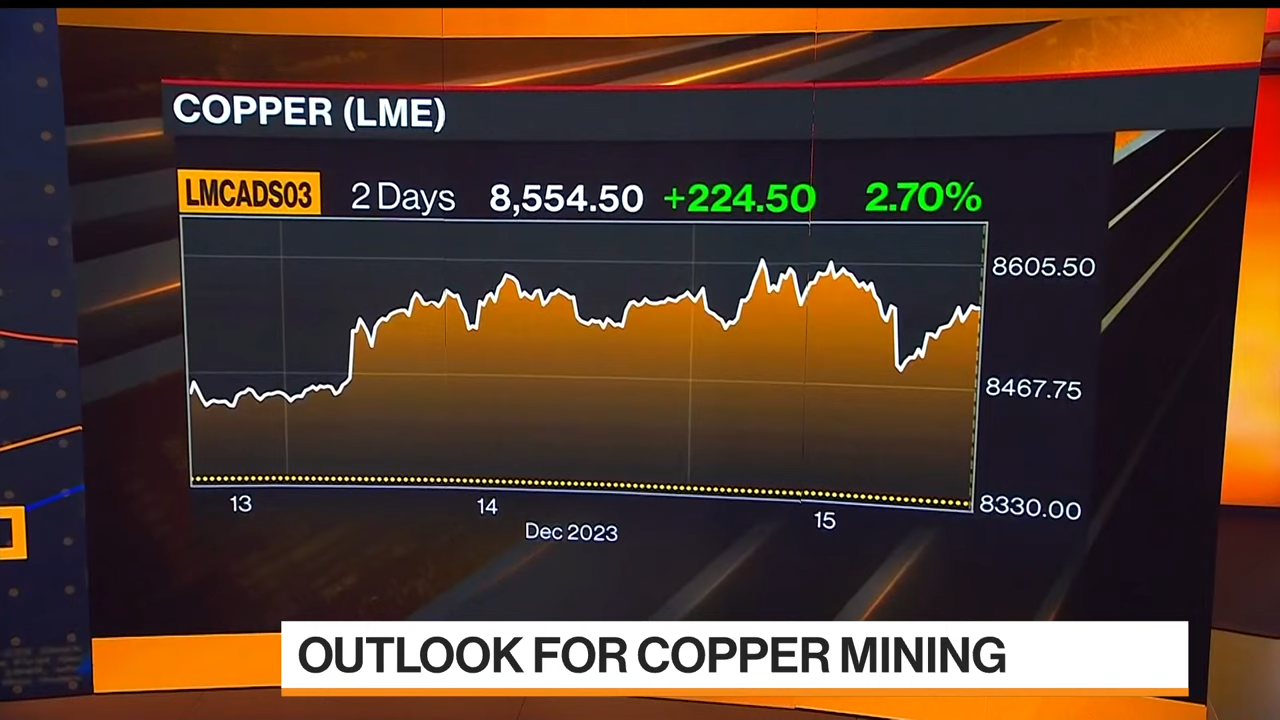 COPPER (LME)
LMCADS03 2 Days 8,554.50 +224.50 2.70%
8605.50
8467.75
8330.00
13 14 15
Dec 2023
OUTLOOK FOR COPPER MINING